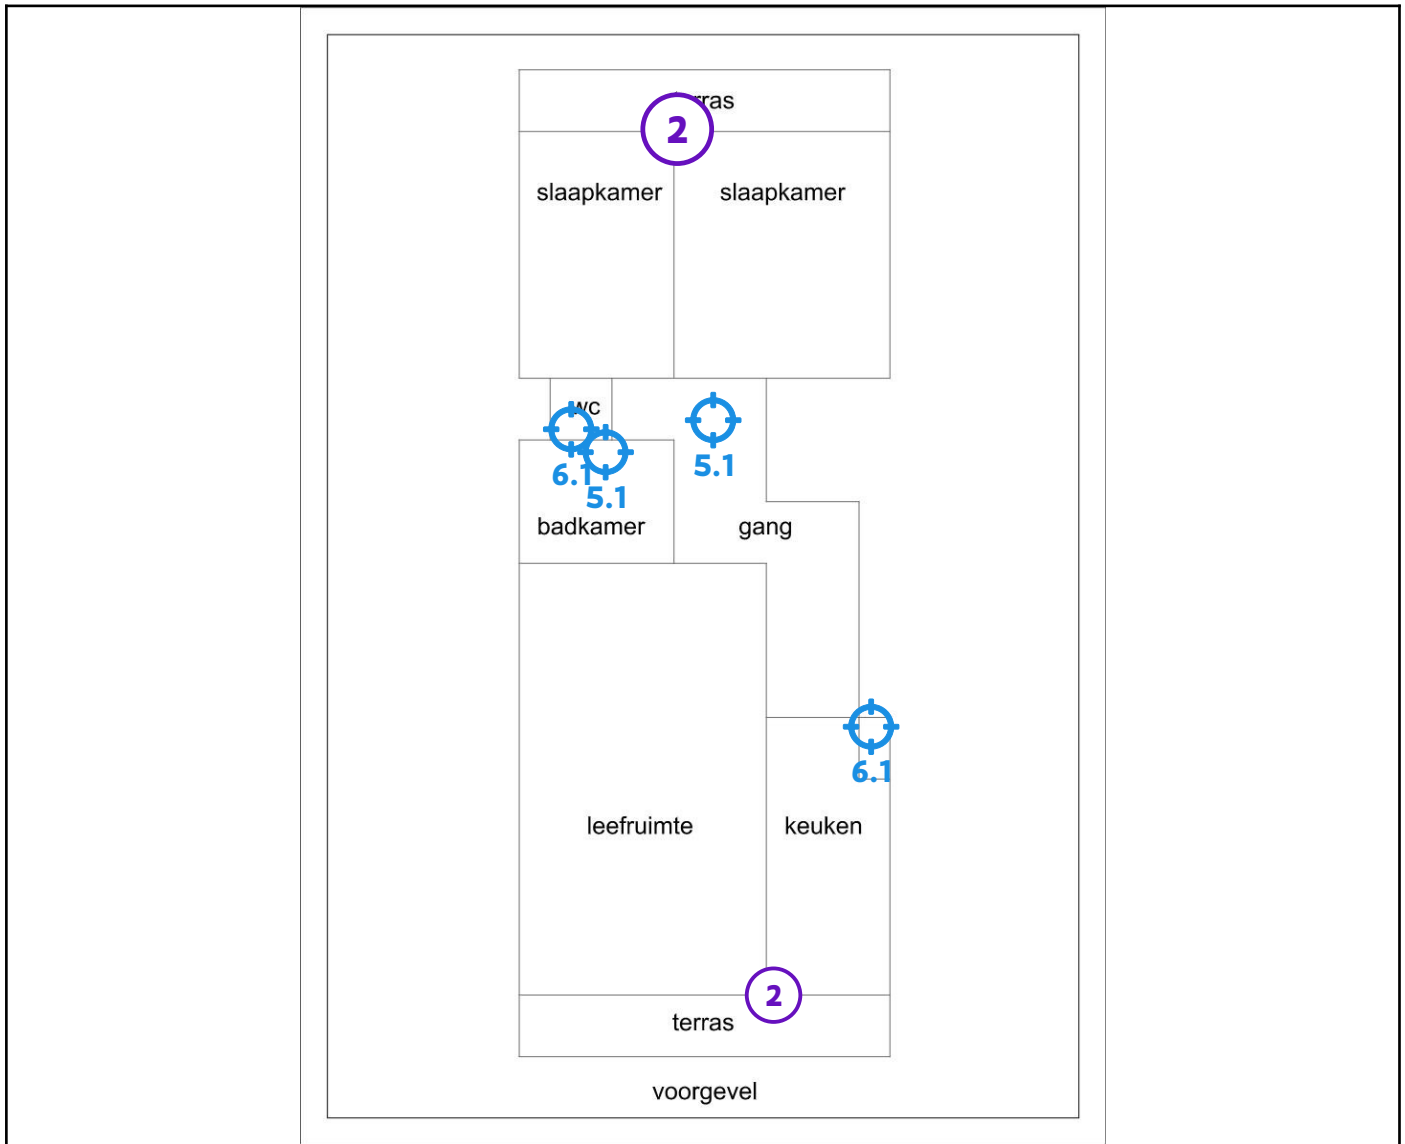 rras
2
slaapkamer slaapkamer
wc
6.1 5.1
5.1
badkamer gang
6.1
leefruimte keuken
2
terras
voorgevel